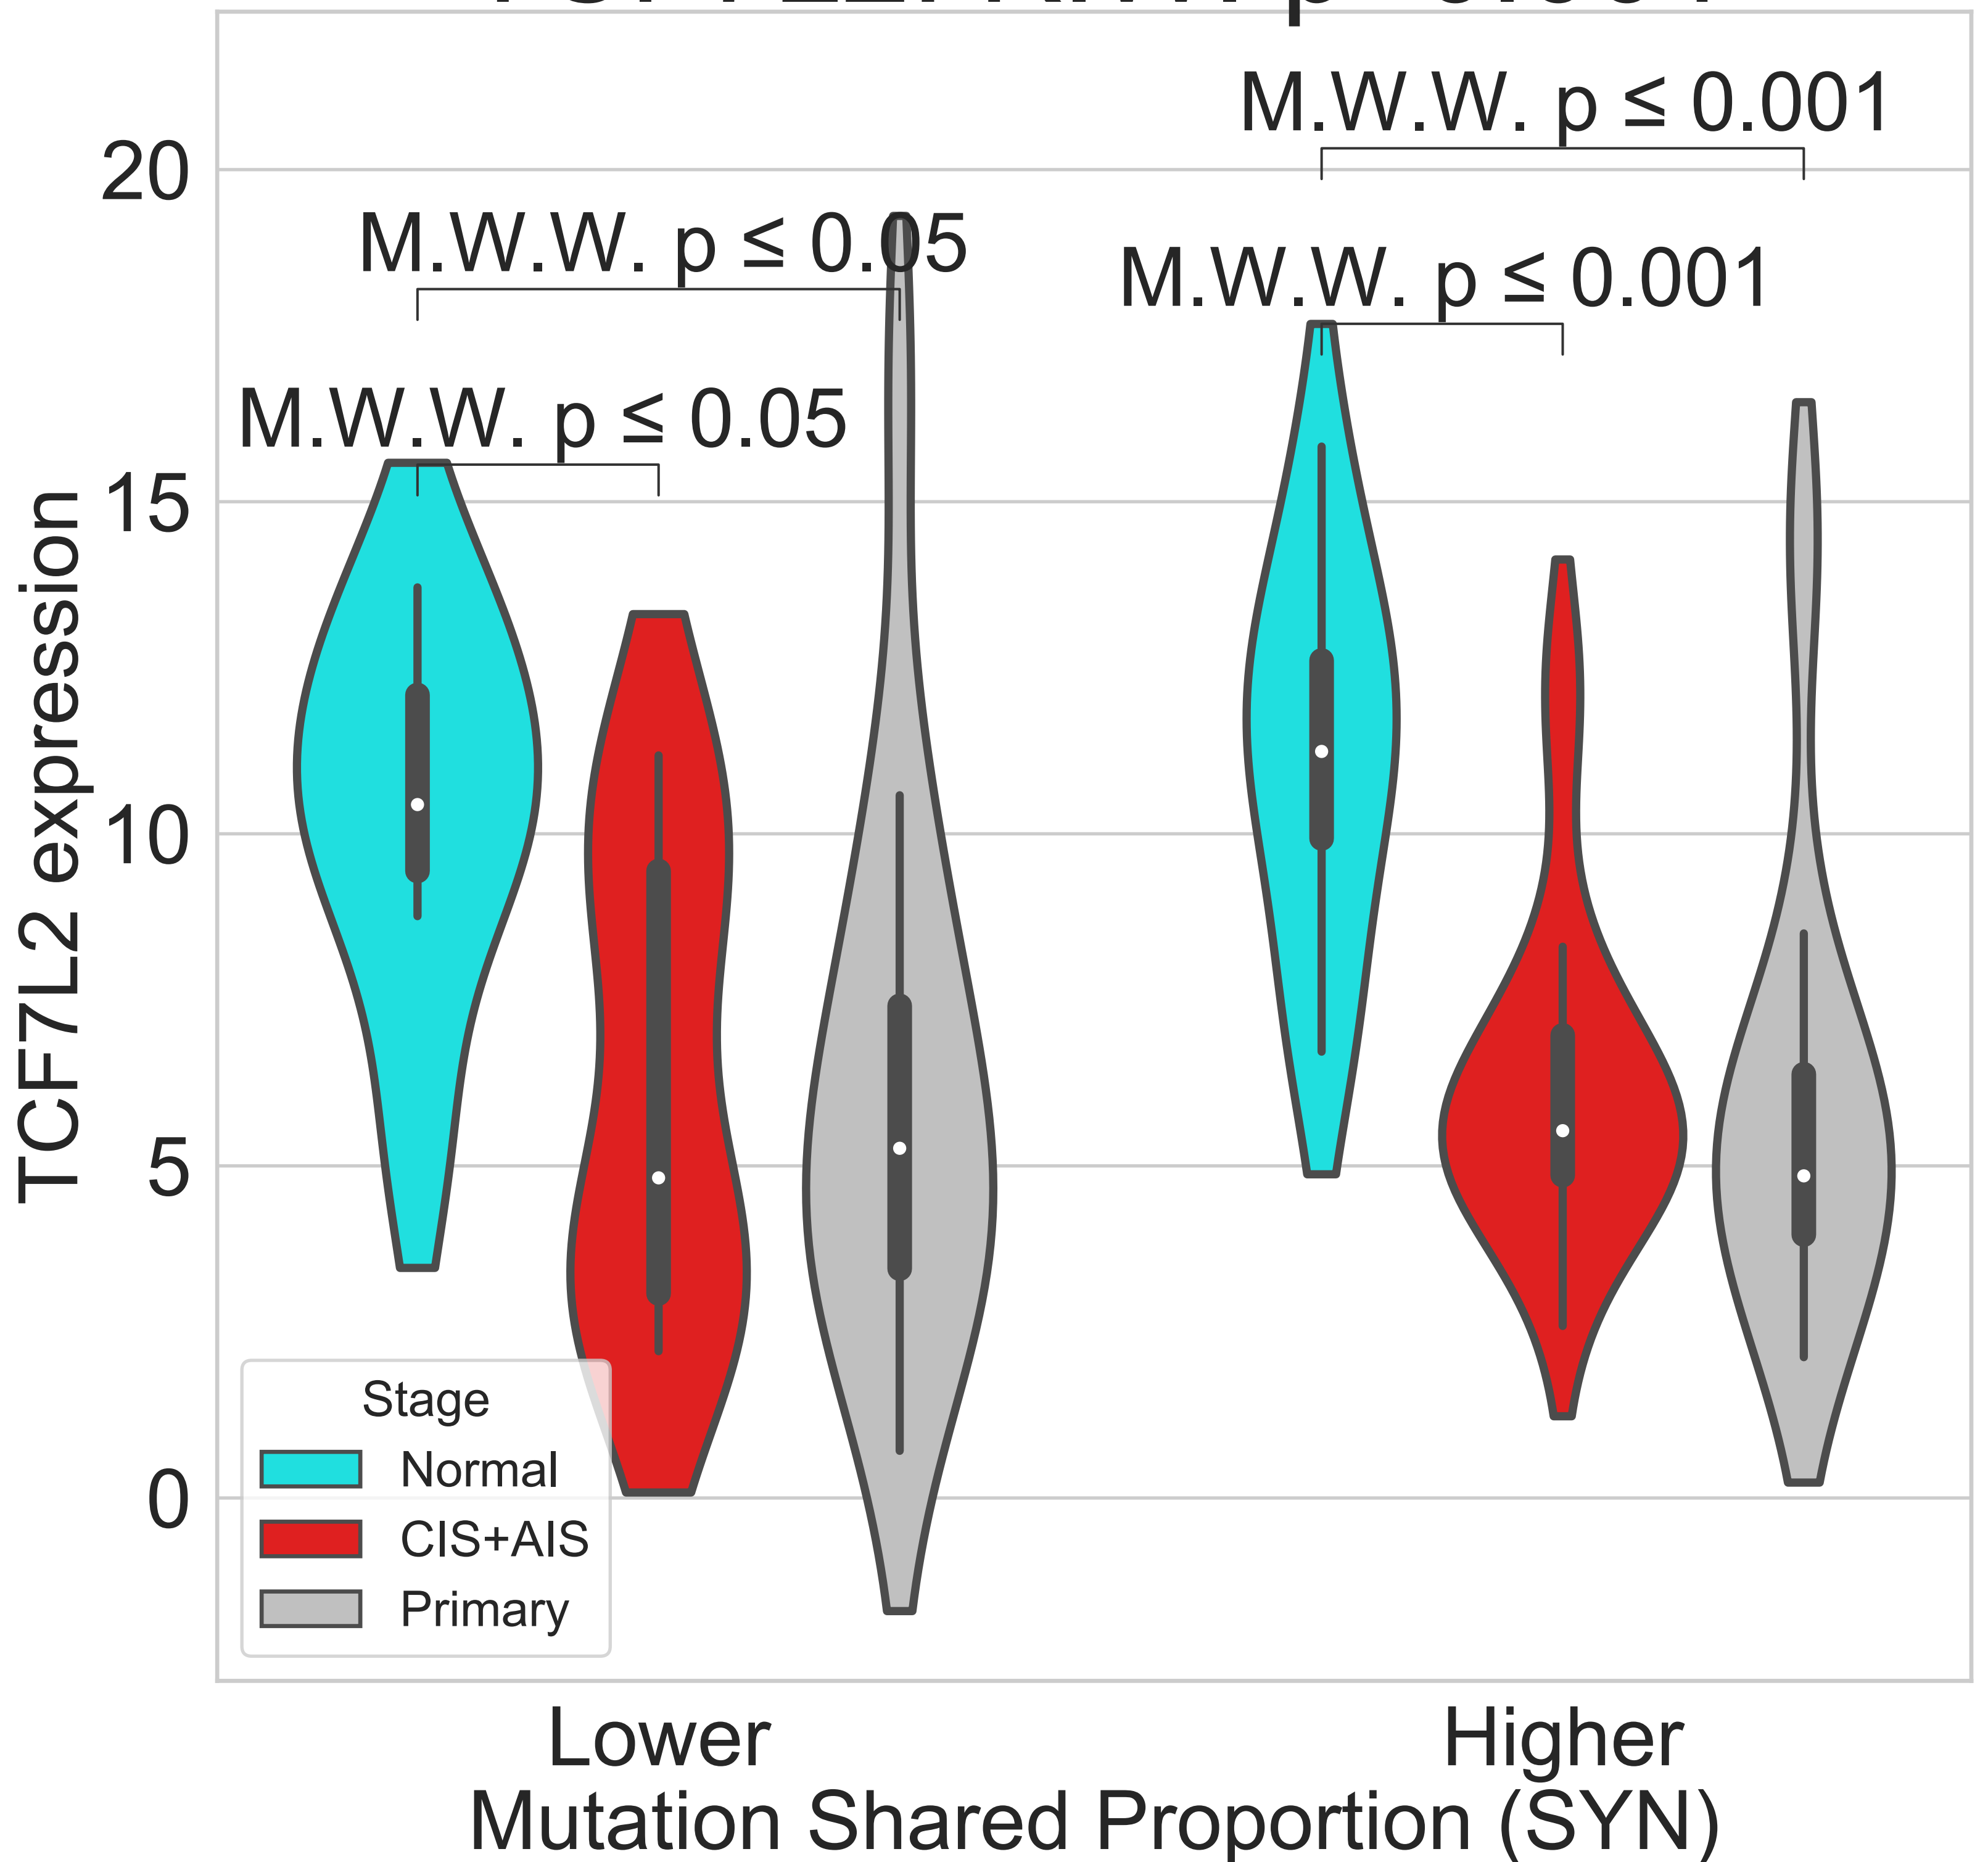 M.W.W. p ≤ 0.001
20
M.W.W. p ≤ 0.05
M.W.W. p ≤ 0.001
M.W.W. p ≤ 0.05
15
10
5
0
TCF7L2 expression
Stage
Normal
CIS+AIS
Primary
Lower
Higher
Mutation Shared Proportion (SYN)